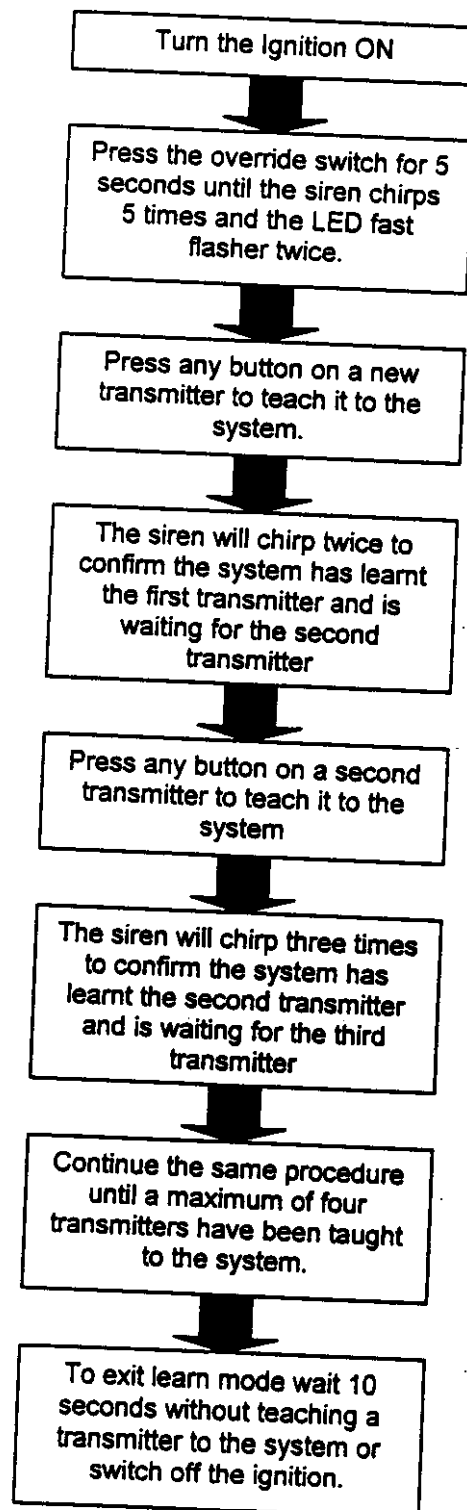 Turn the Ignition ON
Press the override switch for 5
seconds until the siren chirps
5 times and the LED fast
flasher twice.
Press any button on a new
transmitter to teach it to the
system.
The siren will chirp twice to
confirm the system has learnt
the first transmitter and is
waiting for the second
transmitter
Press any button on a second
transmitter to teach it to the
system
The siren will chirp three times
to confirm the system has
learnt the second transmitter
and is waiting for the third
transmitter
Continue the same procedure
until a maximum of four
transmitters have been taught
to the system.
To exit learn mode wait 10
seconds without teaching a
transmitter to the system or
switch off the ignition.